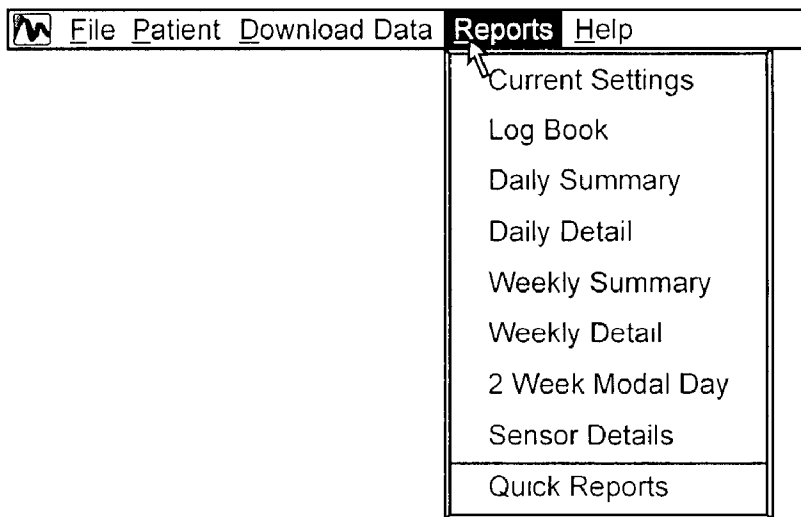 File Patient Download Data Reports Help
Current Settings
Log Book
Daily Summary
Daily Detail
Weekly Summary
Weekly Detail
2 Week Modal Day
Sensor Details
Quick Reports